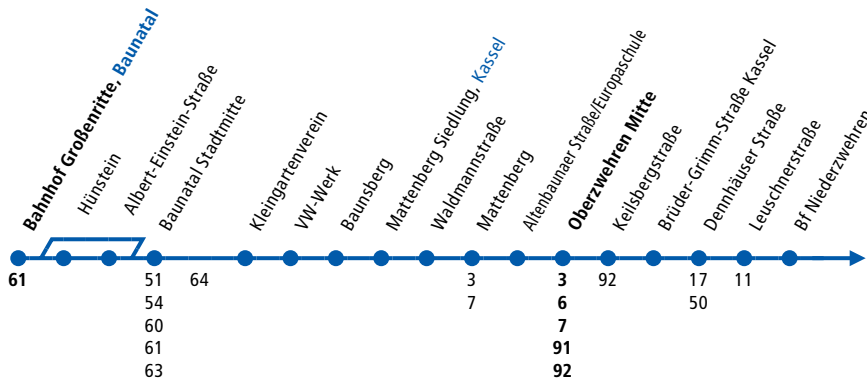 Bahnhof Großenritte, Baunatal
Hünstein
Albert-Einstein-Straße
Baunatal Stadtmitte
Kleingartenverein
VW-Werk
Baunsberg
Mattenberg Siedlung, Kassel
Waldmannstraße
Mattenberg
Altenbaunaer Straße/Europaschule
Oberzwehren Mitte
Keilsbergstraße
Brüder-Grimm-Straße Kassel
Dennhäuser Straße
Leuschnerstraße
Bf Niederzwehren
61 51 64 3 3 92 17 11
54 7 6 50
60 7
61 91
63 92